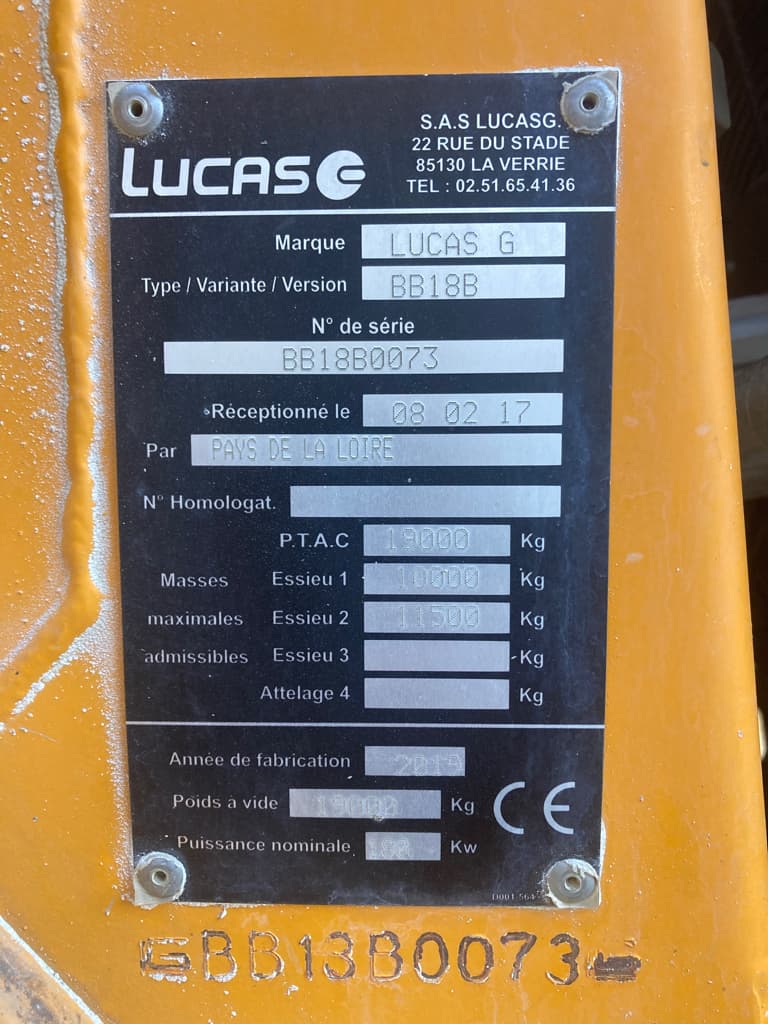 LUCAS G
S.A.S LUCASG.
22 RUE DU STADE
85130 LA VERRIE
TEL : 02.51.65.41.36
Marque LUCAS G
Type / Variante / Version BB18B
N° de série
BB18B0073
Réceptionné le 08 02 17
Par PAYS DE LA LOIRE
N° Homologat.
P.T.A.C 19000 Kg
Masses Essieu 1 10000 Kg
maximales Essieu 2 11500 Kg
admissibles Essieu 3 Kg
Attelage 4 Kg
Année de fabrication 2019
Poids à vide 19000 Kg
CE
Puissance nominale Kw
GBB13B0073